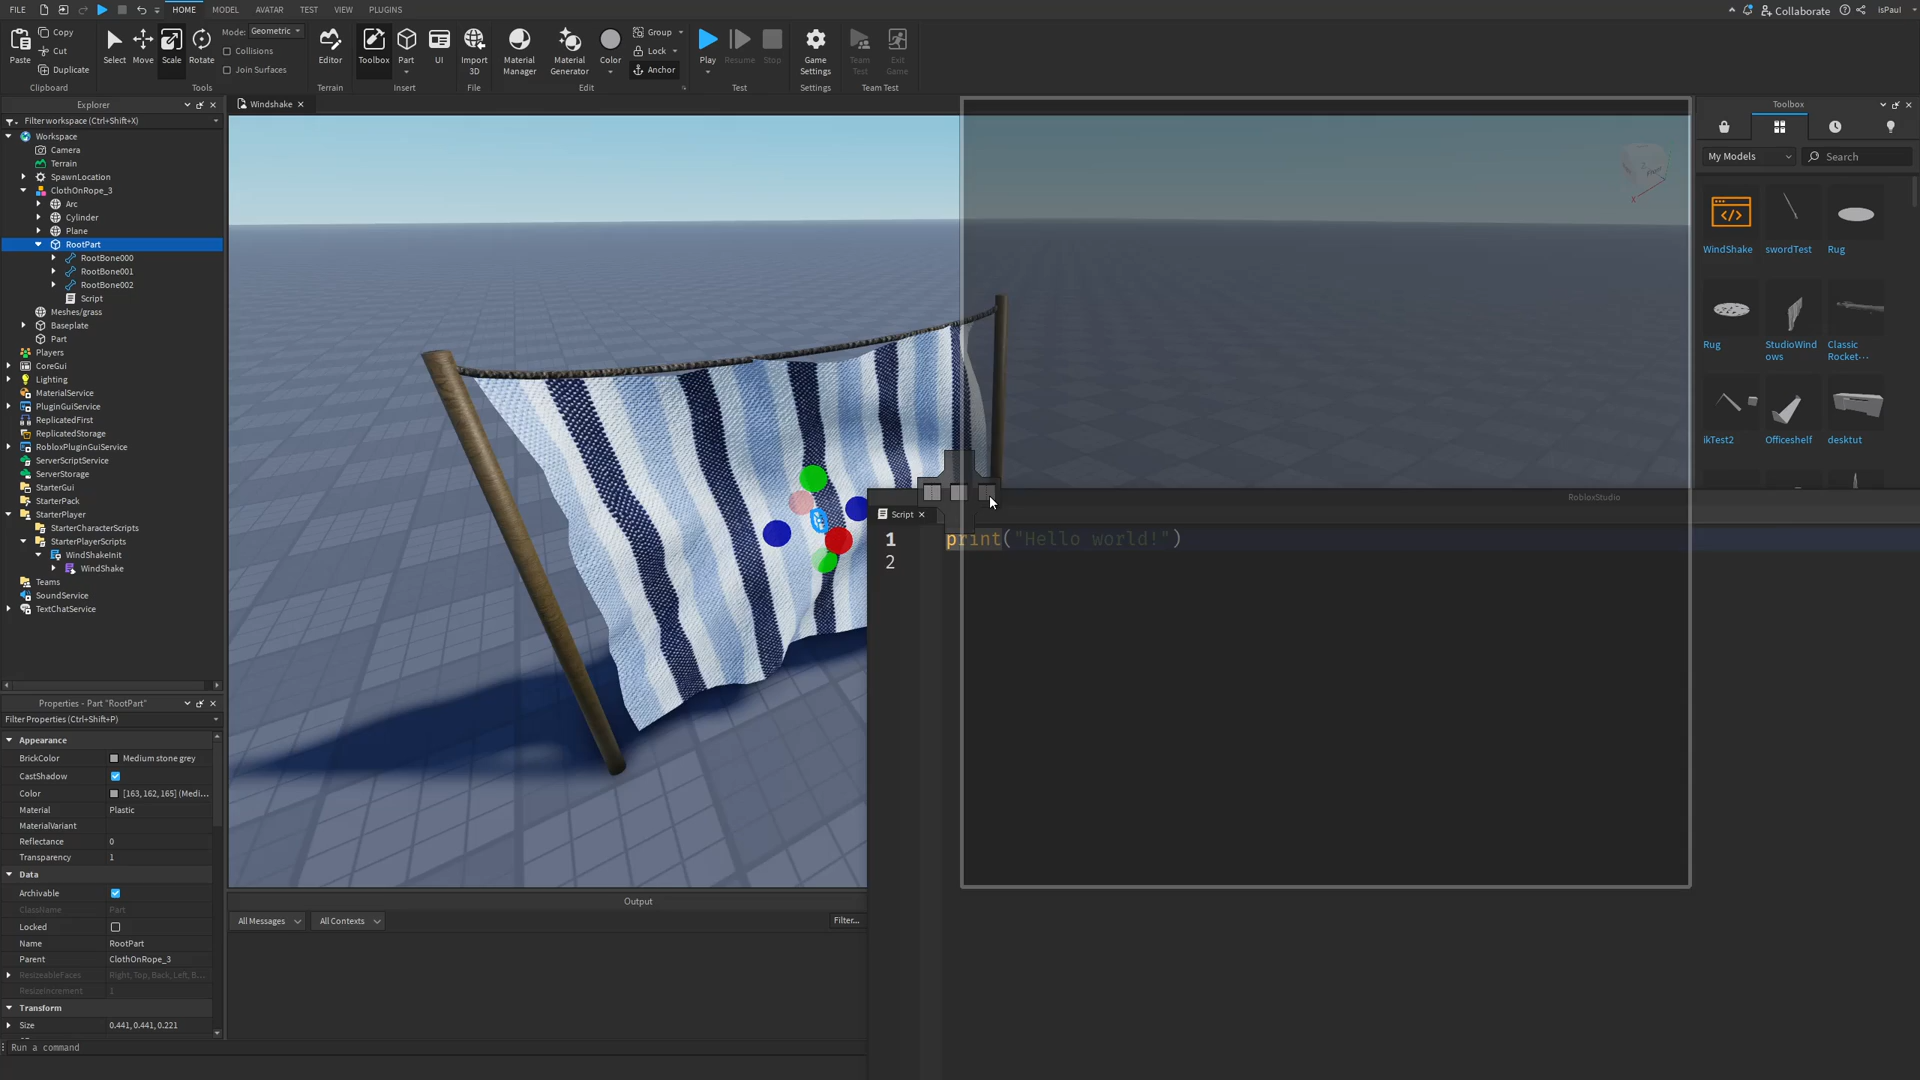 FILE
HOME
MODEL
AVATAR
TEST
VIEW
PLUGINS
Collaborate
isPaul
Paste
Copy
Cut
Duplicate
Clipboard
Select
Move
Scale
Rotate
Mode: Geometric
Collisions
Join Surfaces
Tools
Editor
Terrain
Toolbox
Part
UI
Insert
Import
3D
File
Material
Manager
Material
Generator
Color
Group
Lock
Anchor
Edit
Play
Resume
Stop
Test
Game
Settings
Settings
Team
Test
Exit
Game
Team Test
Explorer
Filter workspace (Ctrl+Shift+X)
Workspace
Camera
Terrain
SpawnLocation
ClothOnRope_3
Arc
Cylinder
Plane
RootPart
RootBone000
RootBone001
RootBone002
Script
Meshes/grass
Baseplate
Part
Players
CoreGui
Lighting
MaterialService
PluginGuiService
ReplicatedFirst
ReplicatedStorage
RobloxPluginGuiService
ServerScriptService
ServerStorage
StarterGui
StarterPack
StarterPlayer
StarterCharacterScripts
StarterPlayerScripts
WindShakeInit
WindShake
Teams
SoundService
TextChatService
Properties - Part "RootPart"
Filter Properties (Ctrl+Shift+P)
Appearance
BrickColor Medium stone grey
CastShadow
Color [163, 162, 165] (Medi...
Material Plastic
MaterialVariant
Reflectance 0
Transparency 1
Data
Archivable
ClassName Part
Locked
Name RootPart
Parent ClothOnRope_3
ResizeableFaces Right, Top, Back, Left, B...
ResizeIncrement 1
Transform
Size 0.441, 0.441, 0.221
Run a command
Windshake
RobloxStudio
Script
1 print("Hello world!")
2
Output
All Messages
All Contexts
Filter...
Toolbox
My Models
Search
WindShake
swordTest
Rug
Rug
StudioWind
ows
Classic
Rocket-...
ikTest2
Officeshelf
desktut